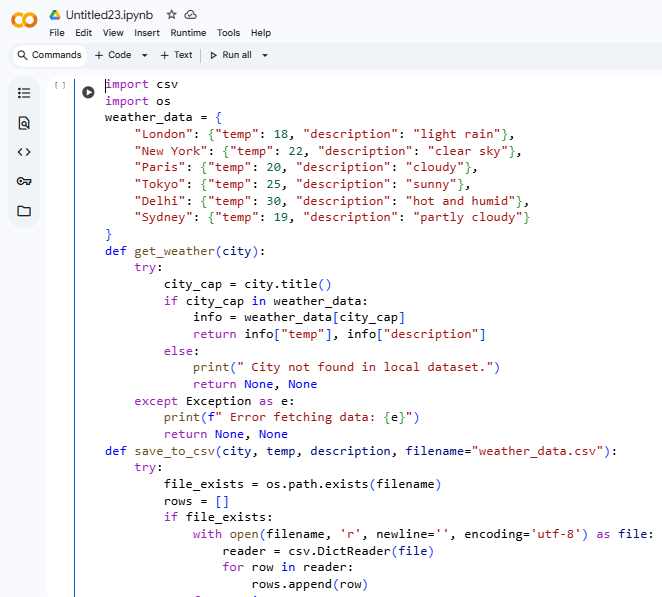 Untitled23.ipynb
File Edit View Insert Runtime Tools Help
Commands + Code + Text Run all
[ ]
import csv
import os
weather_data = {
    "London": {"temp": 18, "description": "light rain"},
    "New York": {"temp": 22, "description": "clear sky"},
    "Paris": {"temp": 20, "description": "cloudy"},
    "Tokyo": {"temp": 25, "description": "sunny"},
    "Delhi": {"temp": 30, "description": "hot and humid"},
    "Sydney": {"temp": 19, "description": "partly cloudy"}
}
def get_weather(city):
    try:
        city_cap = city.title()
        if city_cap in weather_data:
            info = weather_data[city_cap]
            return info["temp"], info["description"]
        else:
            print(" City not found in local dataset.")
            return None, None
    except Exception as e:
            print(f" Error fetching data: {e}")
            return None, None
def save_to_csv(city, temp, description, filename="weather_data.csv"):
    try:
        file_exists = os.path.exists(filename)
        rows = []
        if file_exists:
            with open(filename, 'r', newline='', encoding='utf-8') as file:
                reader = csv.DictReader(file)
                for row in reader:
                    rows.append(row)